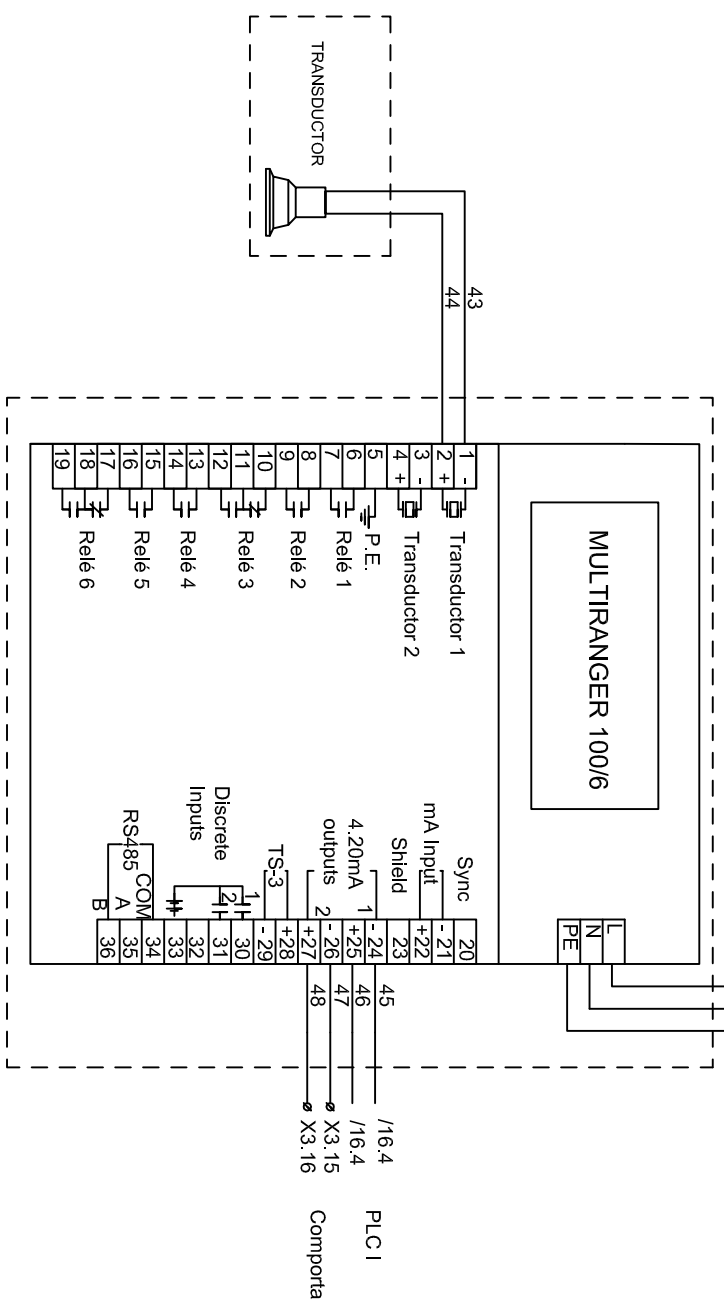 TRANSDUCTOR
43
44
MULTIRANGER 100/6
L
N
PE
1 -
2 +
3 -
4 +
5
6
7
8
9
10
11
12
13
14
15
16
17
18
19
Transductor 1
Transductor 2
P.E.
Relé 1
Relé 2
Relé 3
Relé 4
Relé 5
Relé 6
Sync
mA Input
Shield
4.20mA
outputs
1
2
TS-3
Discrete
Inputs
1
2
RS485
COM
A
B
20
- 21
+22
23
- 24
+25
- 26
+27
+28
- 29
30
31
32
33
34
35
36
45
46
47
48
/16.4
/16.4
X3.15
X3.16
PLC I
Comporta